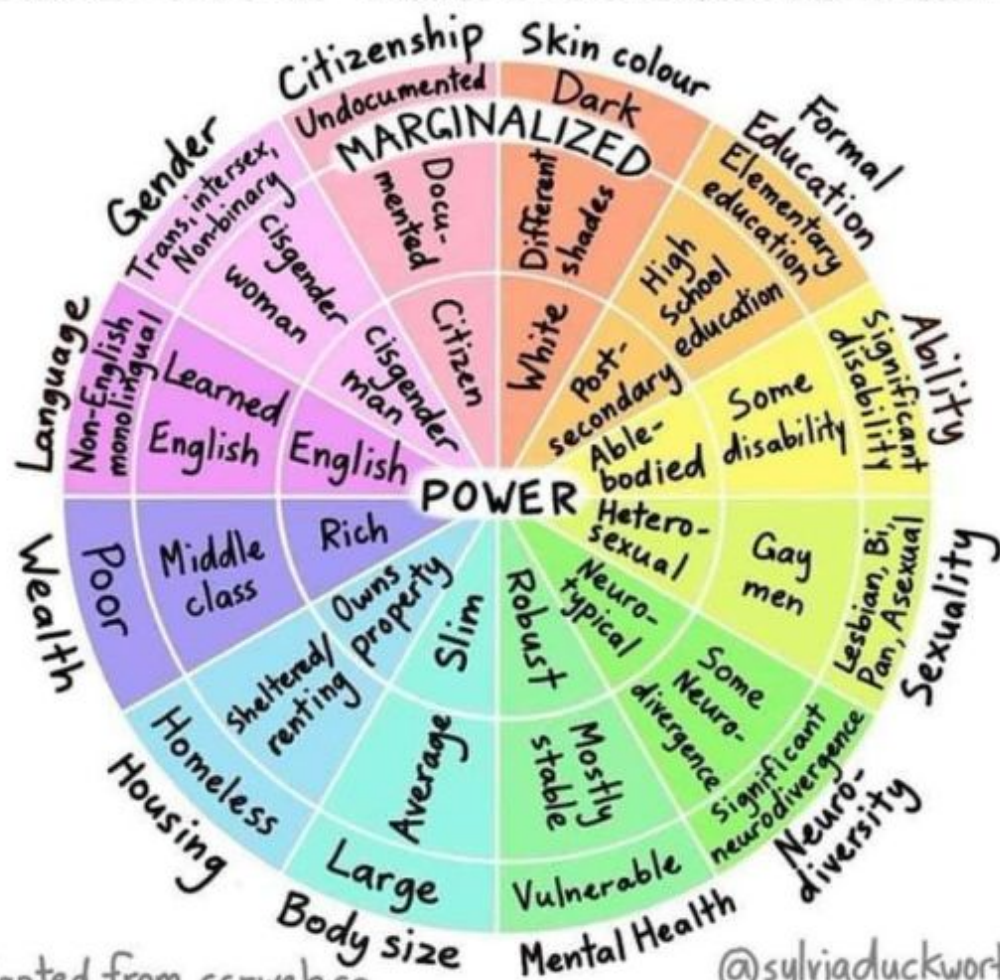 Citizenship
Undocumented
Docu-
mented
Citizen
Skin colour
Dark
Different
shades
White
Formal
Education
Elementary
education
High
school
education
Post-
secondary
Ability
Significant
disability
Some
disability
Able-
bodied
Sexuality
Lesbian, Bi,
Pan, Asexual
Gay
men
Hetero-
sexual
Neuro-
diversity
Significant
neurodivergence
Some
Neuro-
divergence
Neuro-
typical
Mental Health
Vulnerable
Mostly
stable
Robust
Body size
Large
Average
Slim
Housing
Homeless
Sheltered/
renting
Owns
property
Wealth
Poor
Middle
class
Rich
Language
Non-English
monolingual
Learned
English
English
Gender
Trans, intersex,
Non-binary
cisgender
woman
cisgender
man
MARGINALIZED
POWER
from
@sylviaduckwor